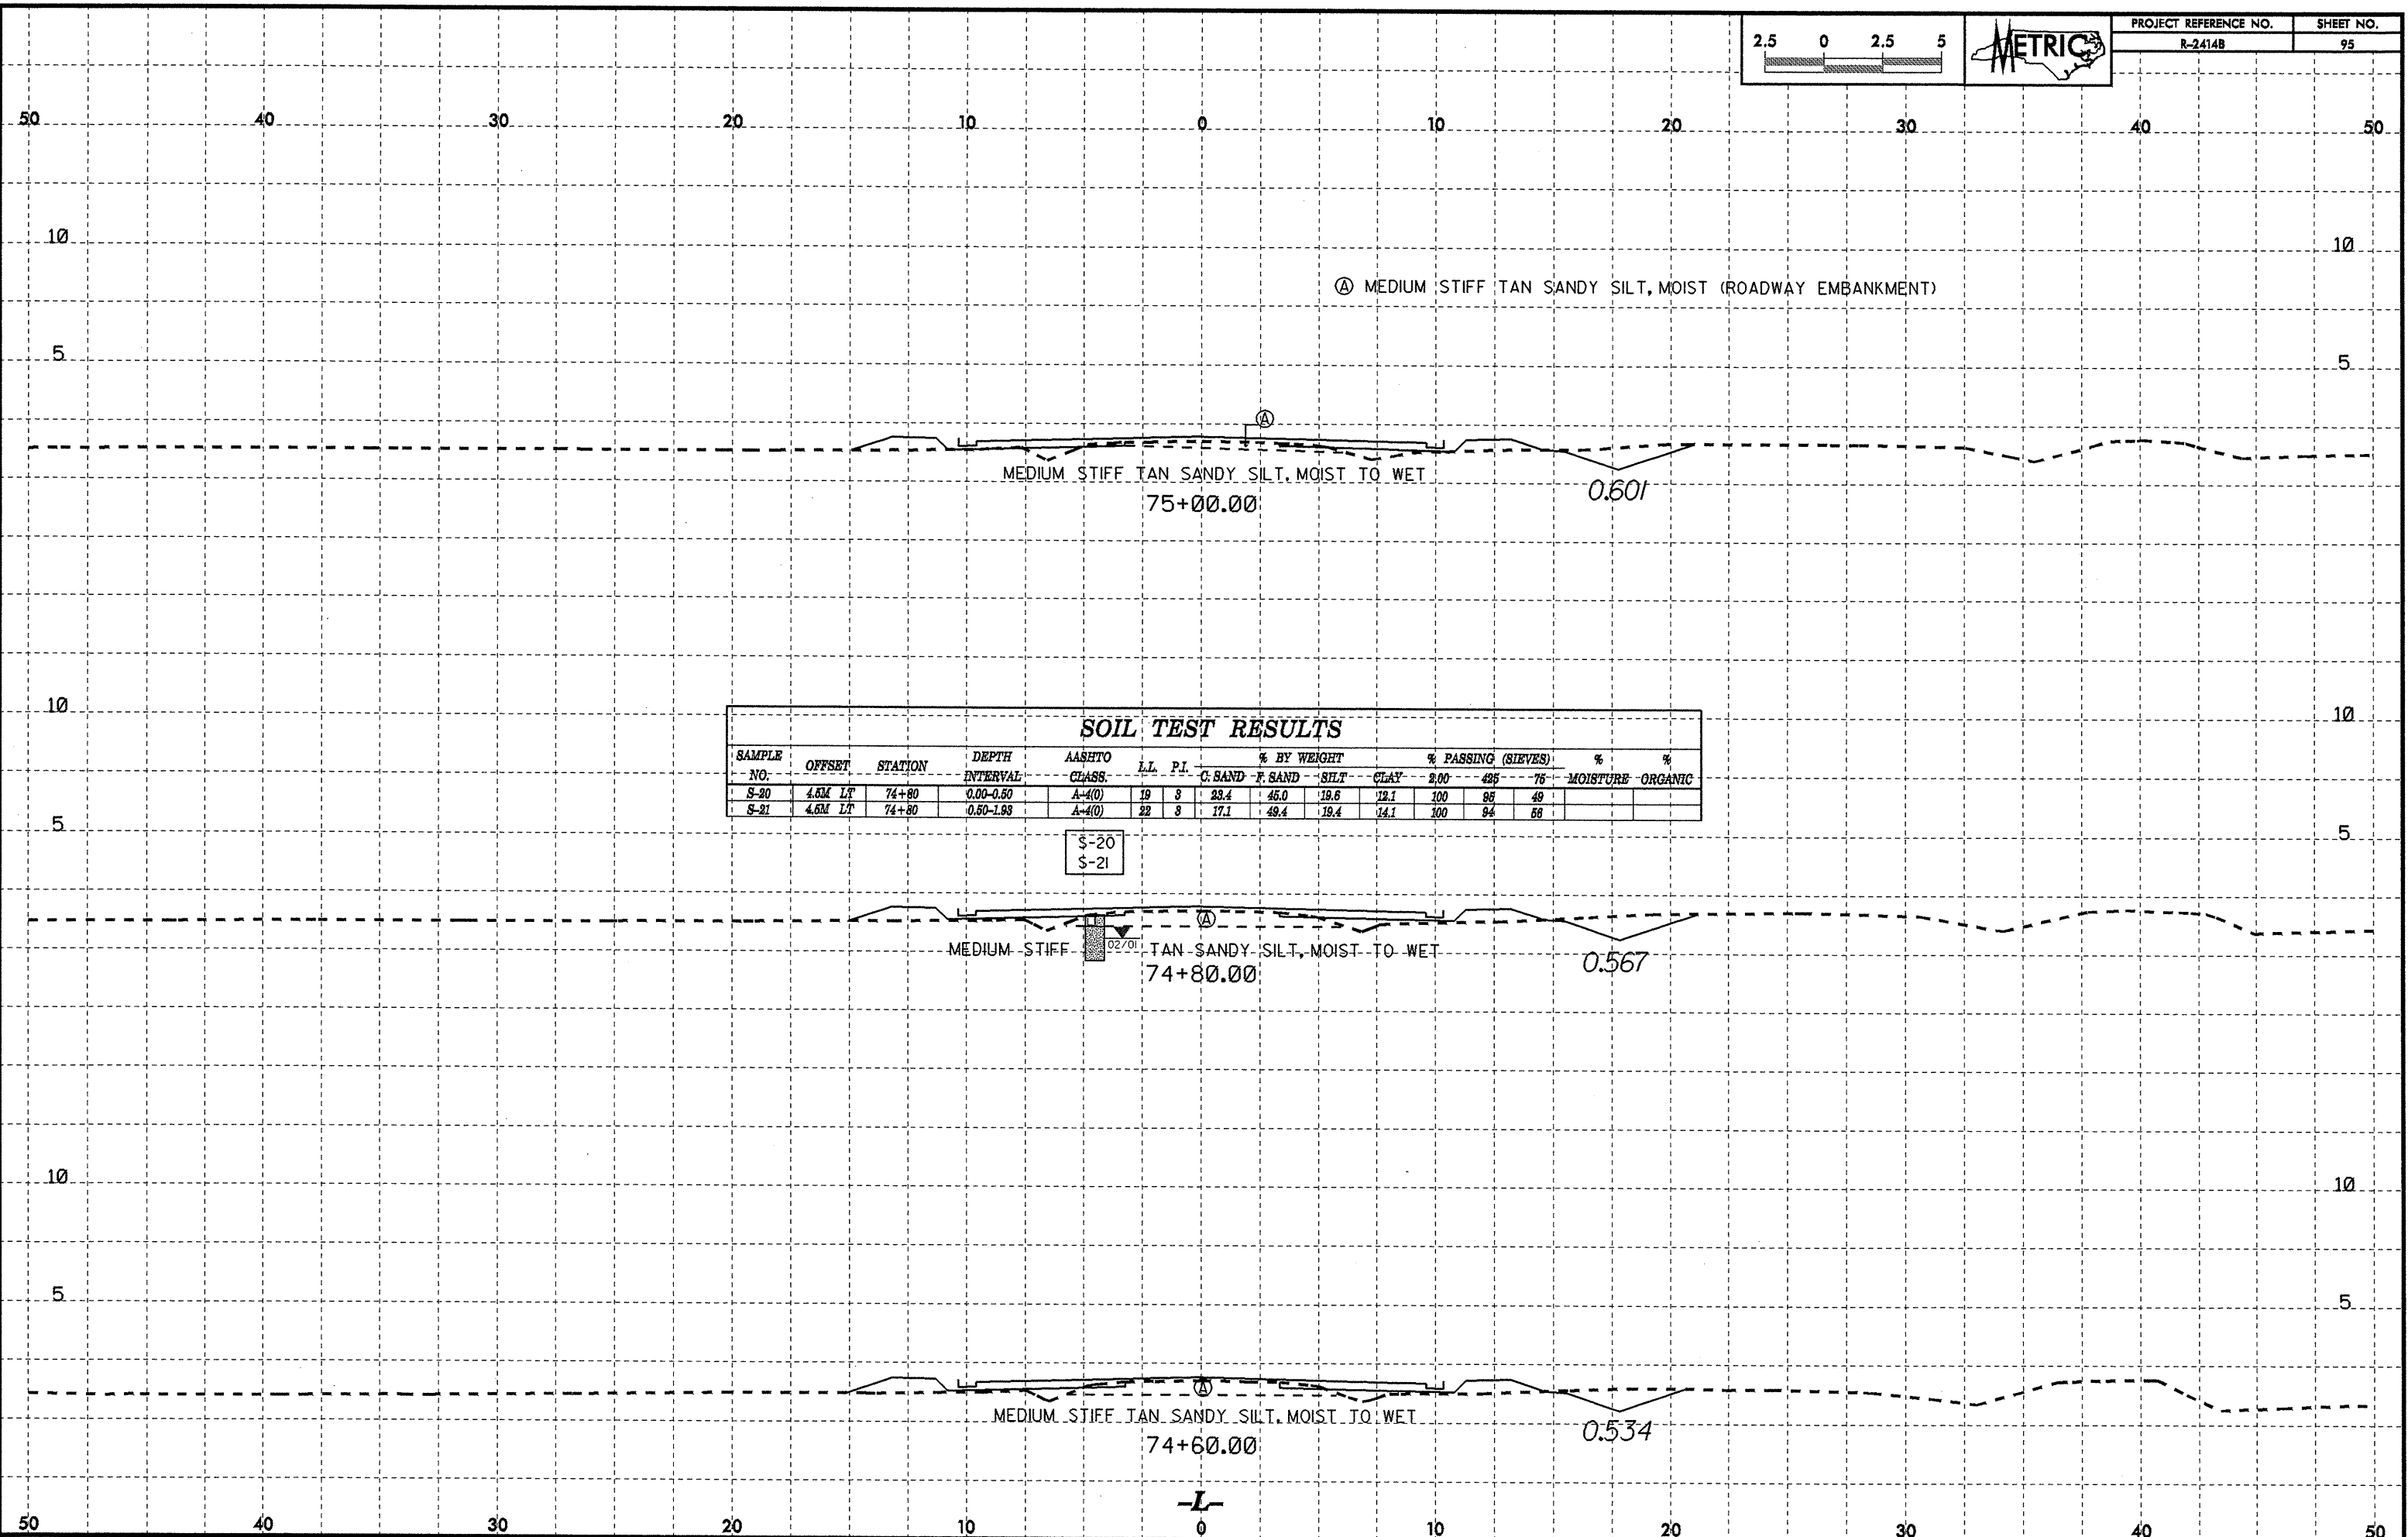 PROJECT REFERENCE NO. SHEET NO.
R-2414B 95
2.5 0 2.5 5
METRIC
50 40 30 20 10 0 10 20 30 40 50
10 10
Ⓐ MEDIUM STIFF TAN SANDY SILT, MOIST (ROADWAY EMBANKMENT)
5 5
Ⓐ
MEDIUM STIFF TAN SANDY SILT, MOIST TO WET
0.601
75+00.00
10 10
SOIL TEST RESULTS
SAMPLE NO. OFFSET STATION DEPTH INTERVAL AASHTO CLASS. L.L. P.I. % BY WEIGHT C. SAND F. SAND SILT CLAY % PASSING (SIEVES) 2.00 425 75 % MOISTURE % ORGANIC
S-20 4.5M LT 74+80 0.00-0.50 A-4(0) 19 3 23.4 45.0 19.6 12.1 100 95 49
S-21 4.5M LT 74+80 0.50-1.93 A-4(0) 22 3 17.1 49.4 19.4 14.1 100 94 56
5 5
S-20
S-21
Ⓐ
02/01
MEDIUM STIFF TAN SANDY SILT, MOIST TO WET
0.567
74+80.00
10 10
5 5
Ⓐ
MEDIUM STIFF TAN SANDY SILT, MOIST TO WET
0.534
74+60.00
-L-
50 40 30 20 10 0 10 20 30 40 50